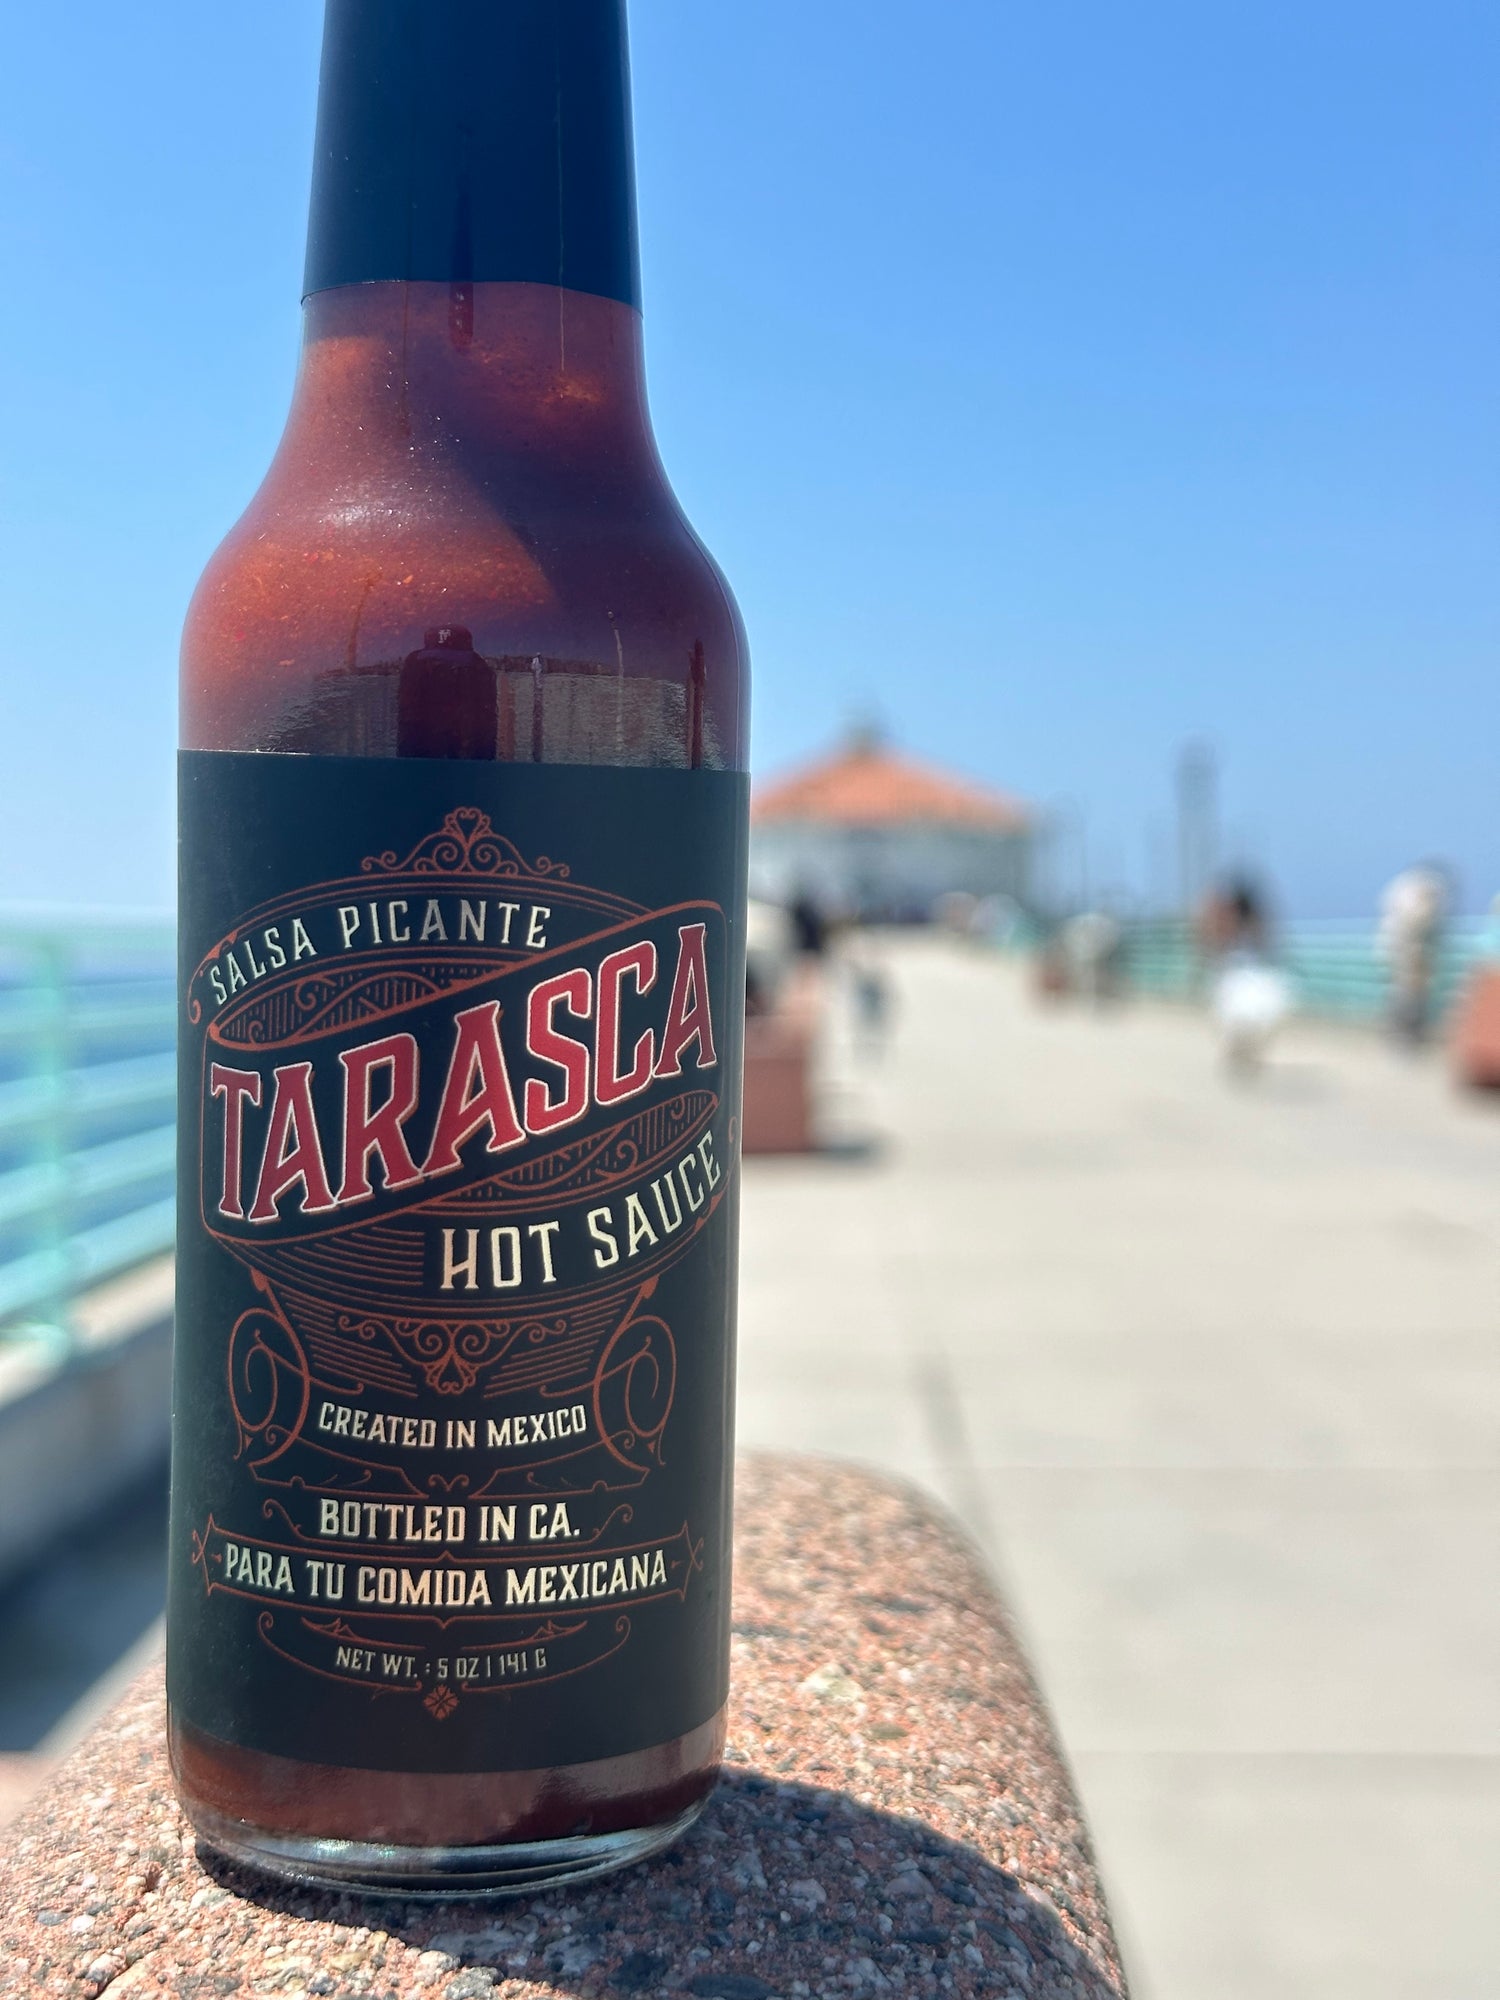 SALSA PICANTE
TARASCA
HOT SAUCE
CREATED IN MEXICO
BOTTLED IN CA.
PARA TU COMIDA MEXICANA
NET WT. : 5 OZ | 141 G